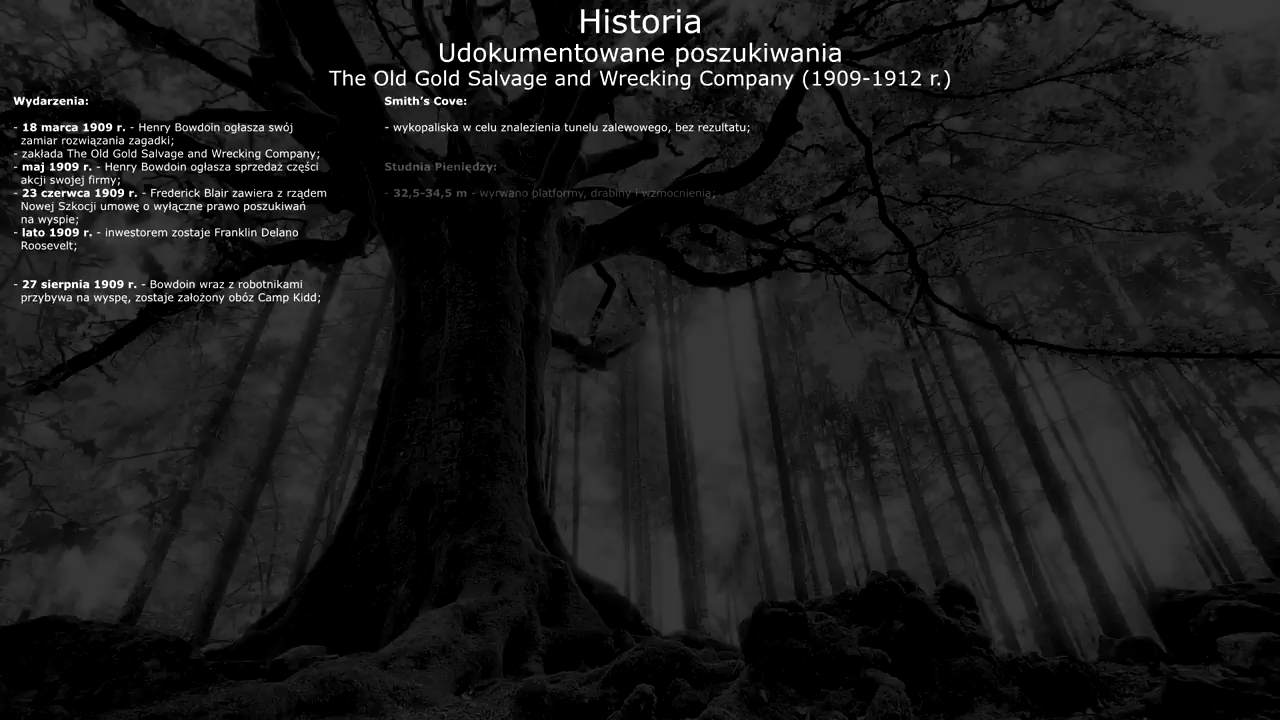 Historia
Udokumentowane poszukiwania
The Old Gold Salvage and Wrecking Company (1909-1912 r.)
Wydarzenia:
- 18 marca 1909 r. - Henry Bowdoin ogłasza swój
zamiar rozwiązania zagadki;
- zakłada The Old Gold Salvage and Wrecking Company;
- maj 1909 r. - Henry Bowdoin ogłasza sprzedaż części
akcji swojej firmy;
- 23 czerwca 1909 r. - Frederick Blair zawiera z rządem
Nowej Szkocji umowę o wyłączne prawo poszukiwań
na wyspie;
- lato 1909 r. - inwestorem zostaje Franklin Delano
Roosevelt;
- 27 sierpnia 1909 r. - Bowdoin wraz z robotnikami
przybywa na wyspę, zostaje założony obóz Camp Kidd;
Smith's Cove:
- wykopaliska w celu znalezienia tunelu zalewowego, bez rezultatu;
Studnia Pieniędzy:
- 32,5-34,5 m - wyrwano platformy, drabiny i wzmocnienia;